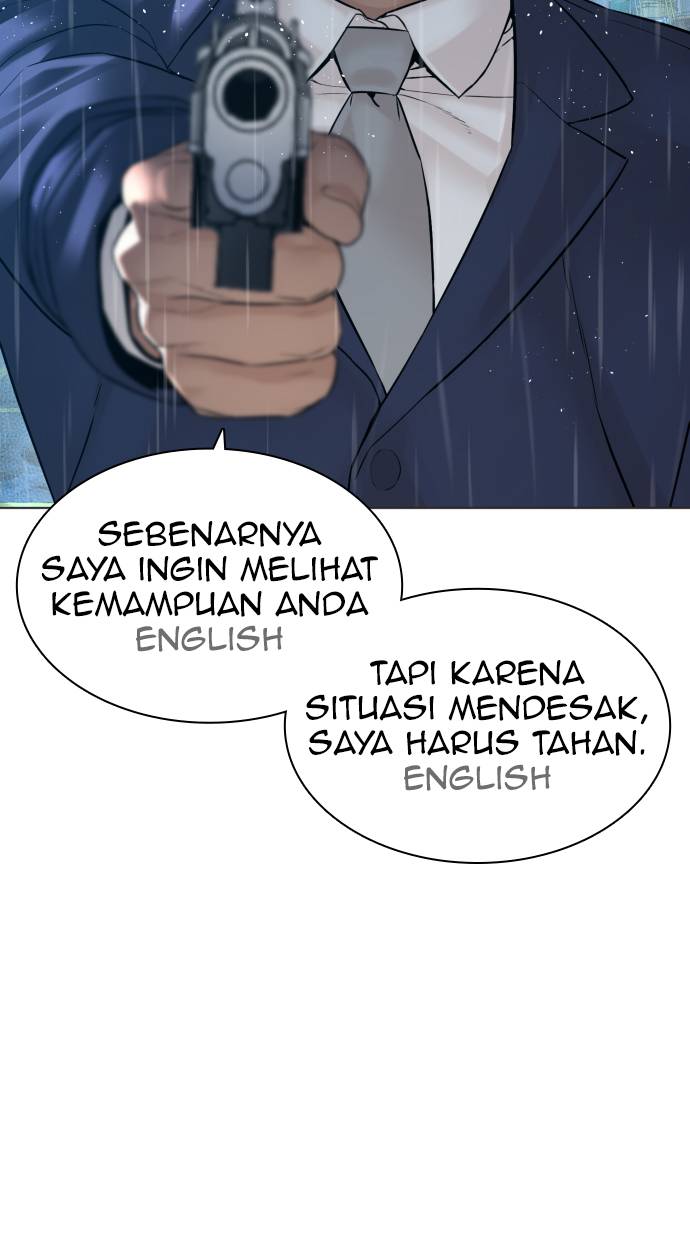 SEBENARNYA
SAYA INGIN MELIHAT
KEMAMPUAN ANDA
ENGLISH
TAPI KARENA
SITUASI MENDESAK,
SAYA HARUS TAHAN.
ENGLISH